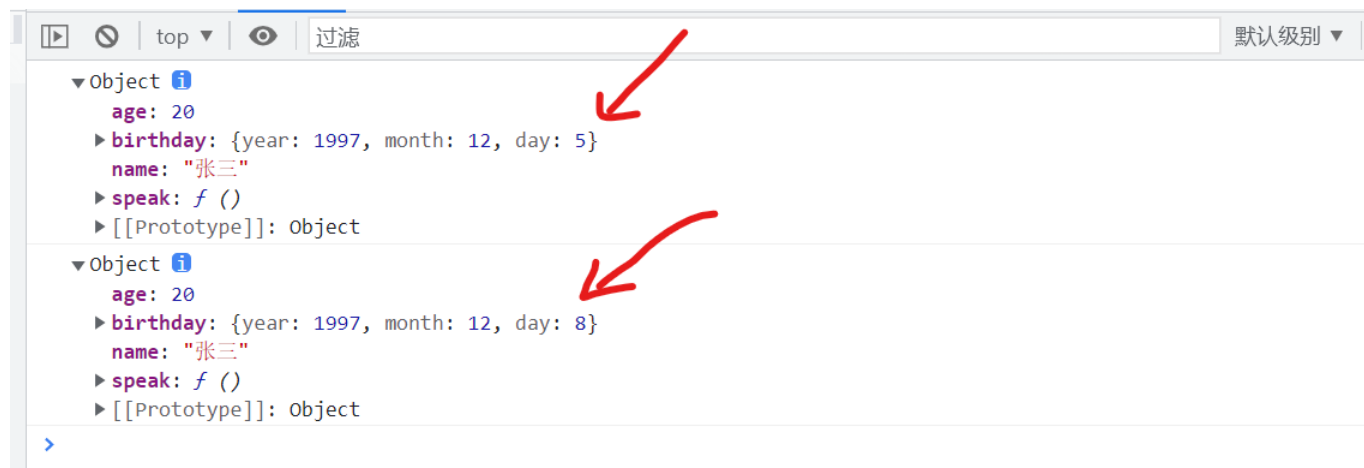 top ▼ 过滤 默认级别 ▼
▼Object i
age: 20
▶birthday: {year: 1997, month: 12, day: 5}
name: "张三"
▶speak: ƒ ()
▶[[Prototype]]: Object
▼Object i
age: 20
▶birthday: {year: 1997, month: 12, day: 8}
name: "张三"
▶speak: ƒ ()
▶[[Prototype]]: Object
>